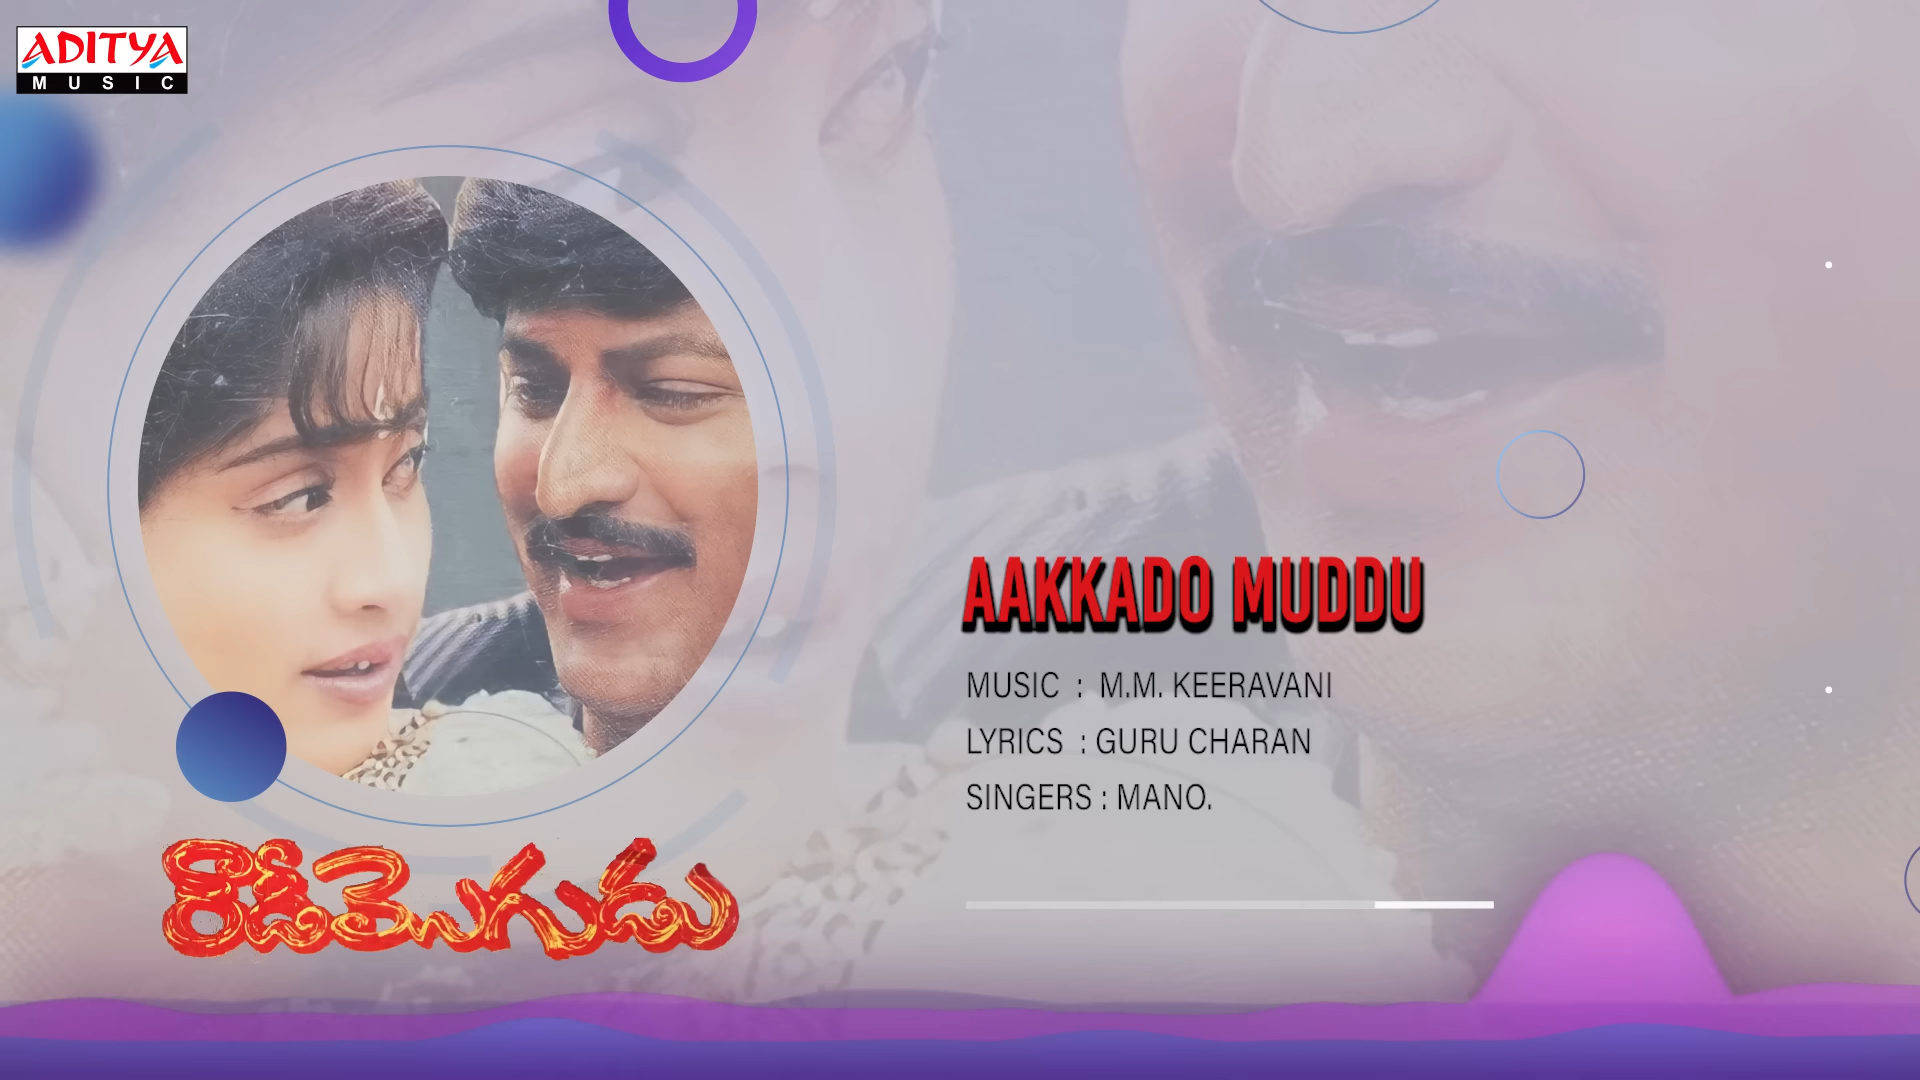 ADITYA
MUSIC
AAKKADO MUDDU
MUSIC : M.M. KEERAVANI
LYRICS : GURU CHARAN
SINGERS : MANO.
రౌడీమొగుడు